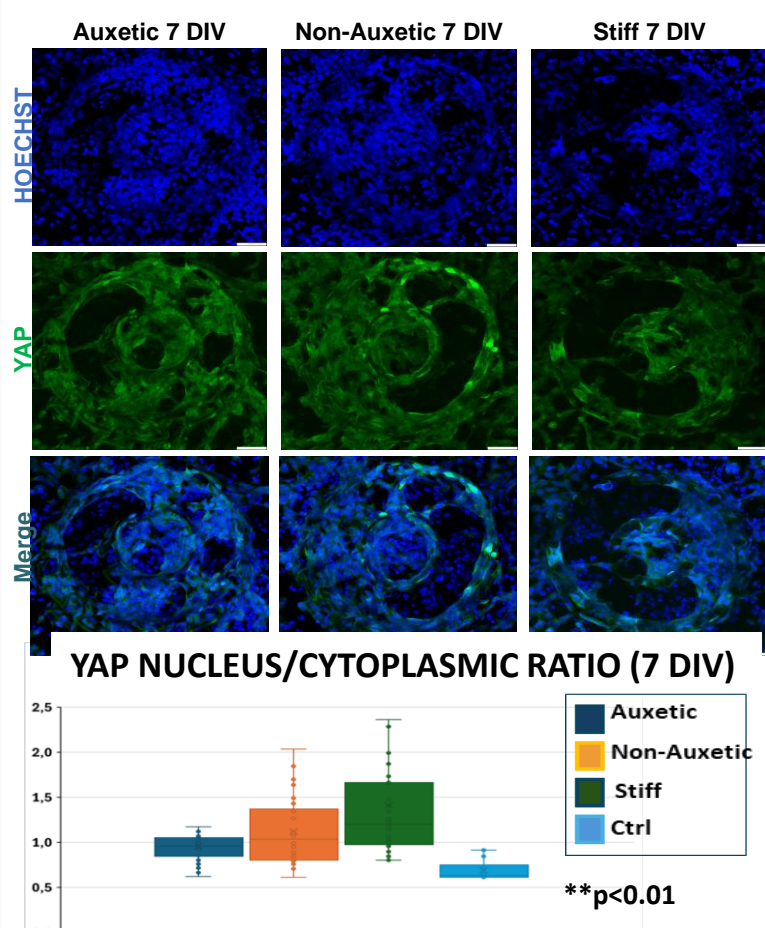 Auxetic 7 DIV Non-Auxetic 7 DIV Stiff 7 DIV
HOECHST
YAP
Merge
YAP NUCLEUS/CYTOPLASMIC RATIO (7 DIV)
2,5
2,0
1,5
1,0
0,5
Auxetic
Non-Auxetic
Stiff
Ctrl
**p<0.01